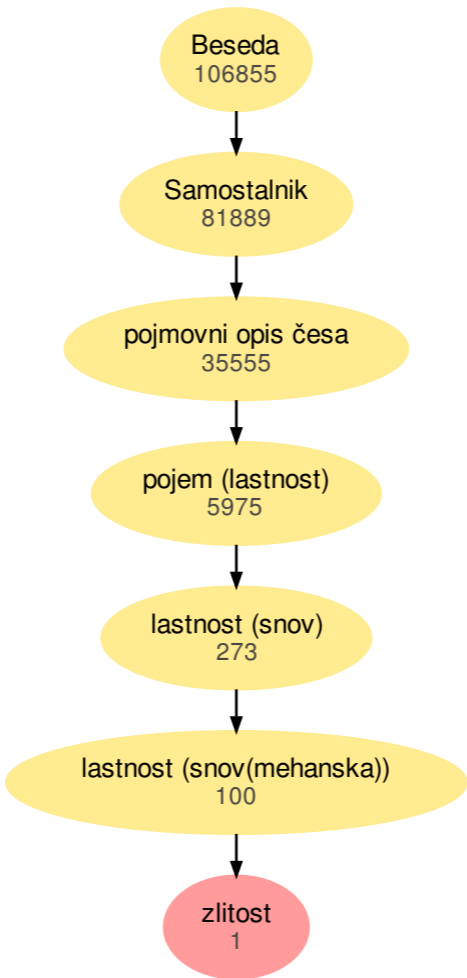 Beseda
106855
Samostalnik
81889
pojmovni opis česa
35555
pojem (lastnost)
5975
lastnost (snov)
273
lastnost (snov(mehanska))
100
zlitost
1